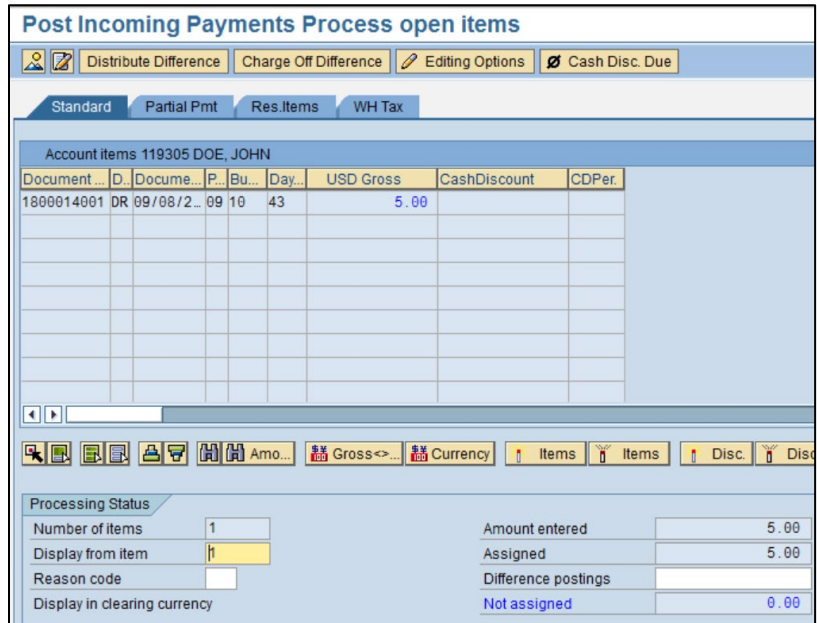 Post Incoming Payments Process open items
Distribute Difference Charge Off Difference Editing Options Cash Disc. Due
Standard Partial Pmt Res.Items WH Tax
Account items 119305 DOE, JOHN
Document ... D.. Docume... P... Bu... Day... USD Gross CashDiscount CDPer.
1800014001 DR 09/08/2... 09 10 43 5.00
Amo... Gross<>... Currency Items Items Disc. Disc
Processing Status
Number of items 1 Amount entered 5.00
Display from item 1 Assigned 5.00
Reason code Difference postings
Display in clearing currency Not assigned 0.00